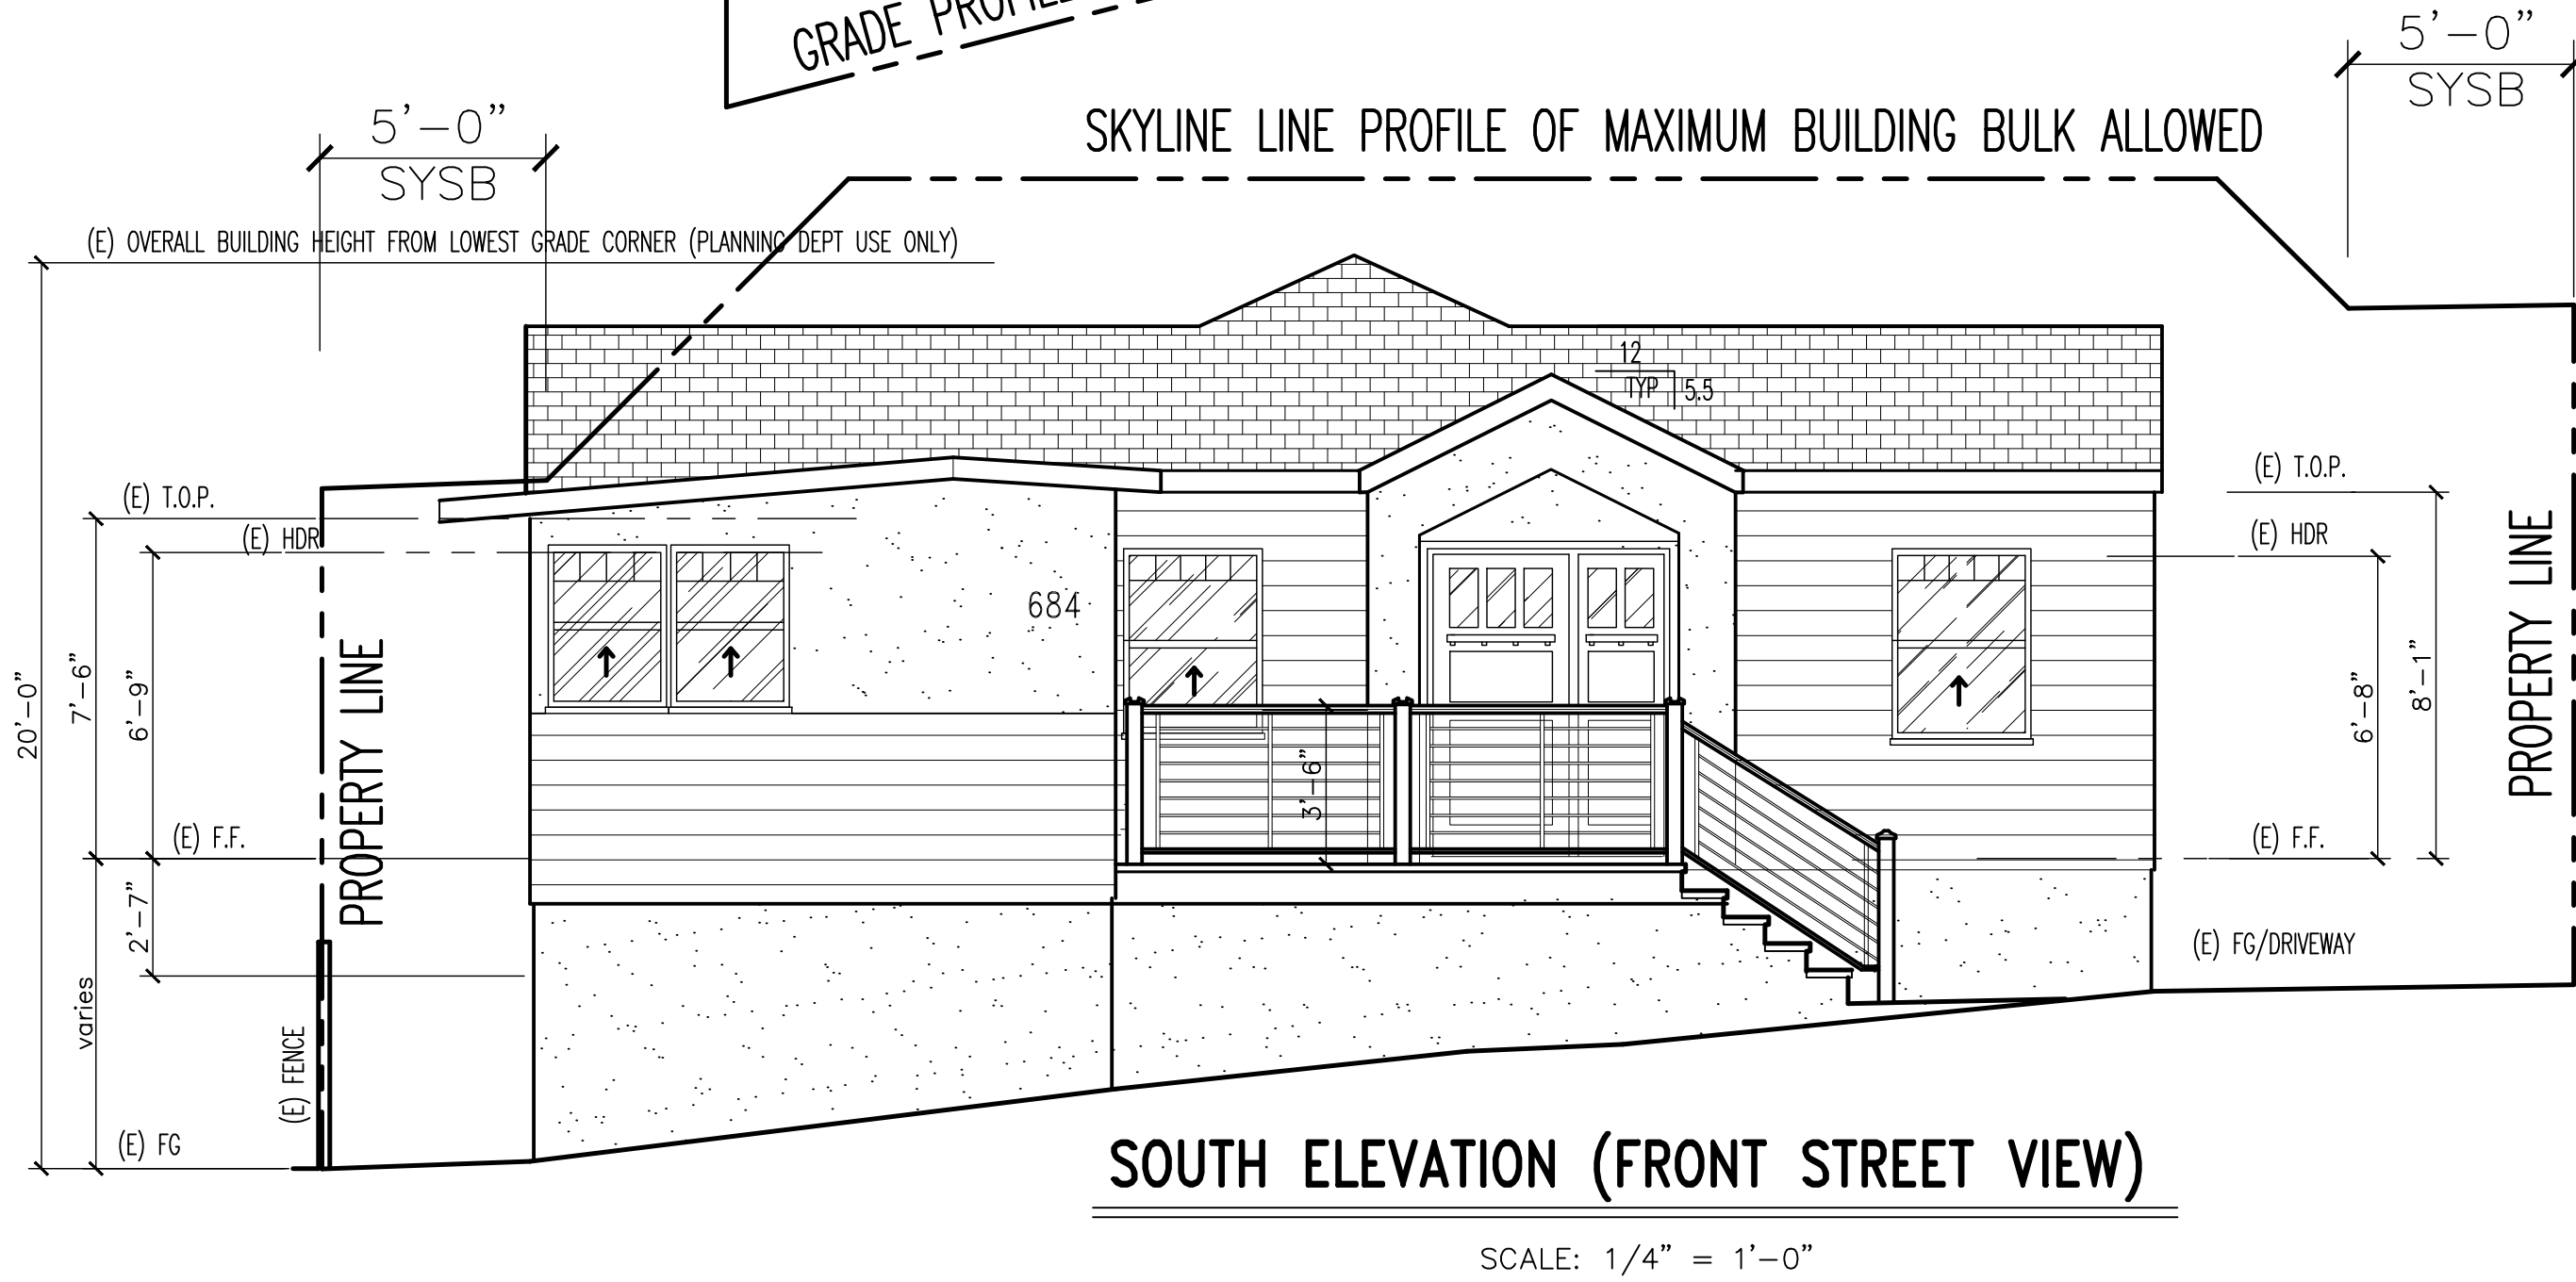 GRADE PROFIL
5'-0"
SYSB
5'-0"
SYSB
SKYLINE LINE PROFILE OF MAXIMUM BUILDING BULK ALLOWED
(E) OVERALL BUILDING HEIGHT FROM LOWEST GRADE CORNER (PLANNING DEPT USE ONLY)
12
TYP
5.5
(E) T.O.P.
(E) HDR
(E) T.O.P.
(E) HDR
684
20'-0"
7'-6"
6'-9"
PROPERTY LINE
3'-6"
6'-8"
8'-1"
PROPERTY LINE
(E) F.F.
(E) F.F.
2'-7"
varies
(E) FENCE
(E) FG/DRIVEWAY
(E) FG
SOUTH ELEVATION (FRONT STREET VIEW)
SCALE: 1/4" = 1'-0"